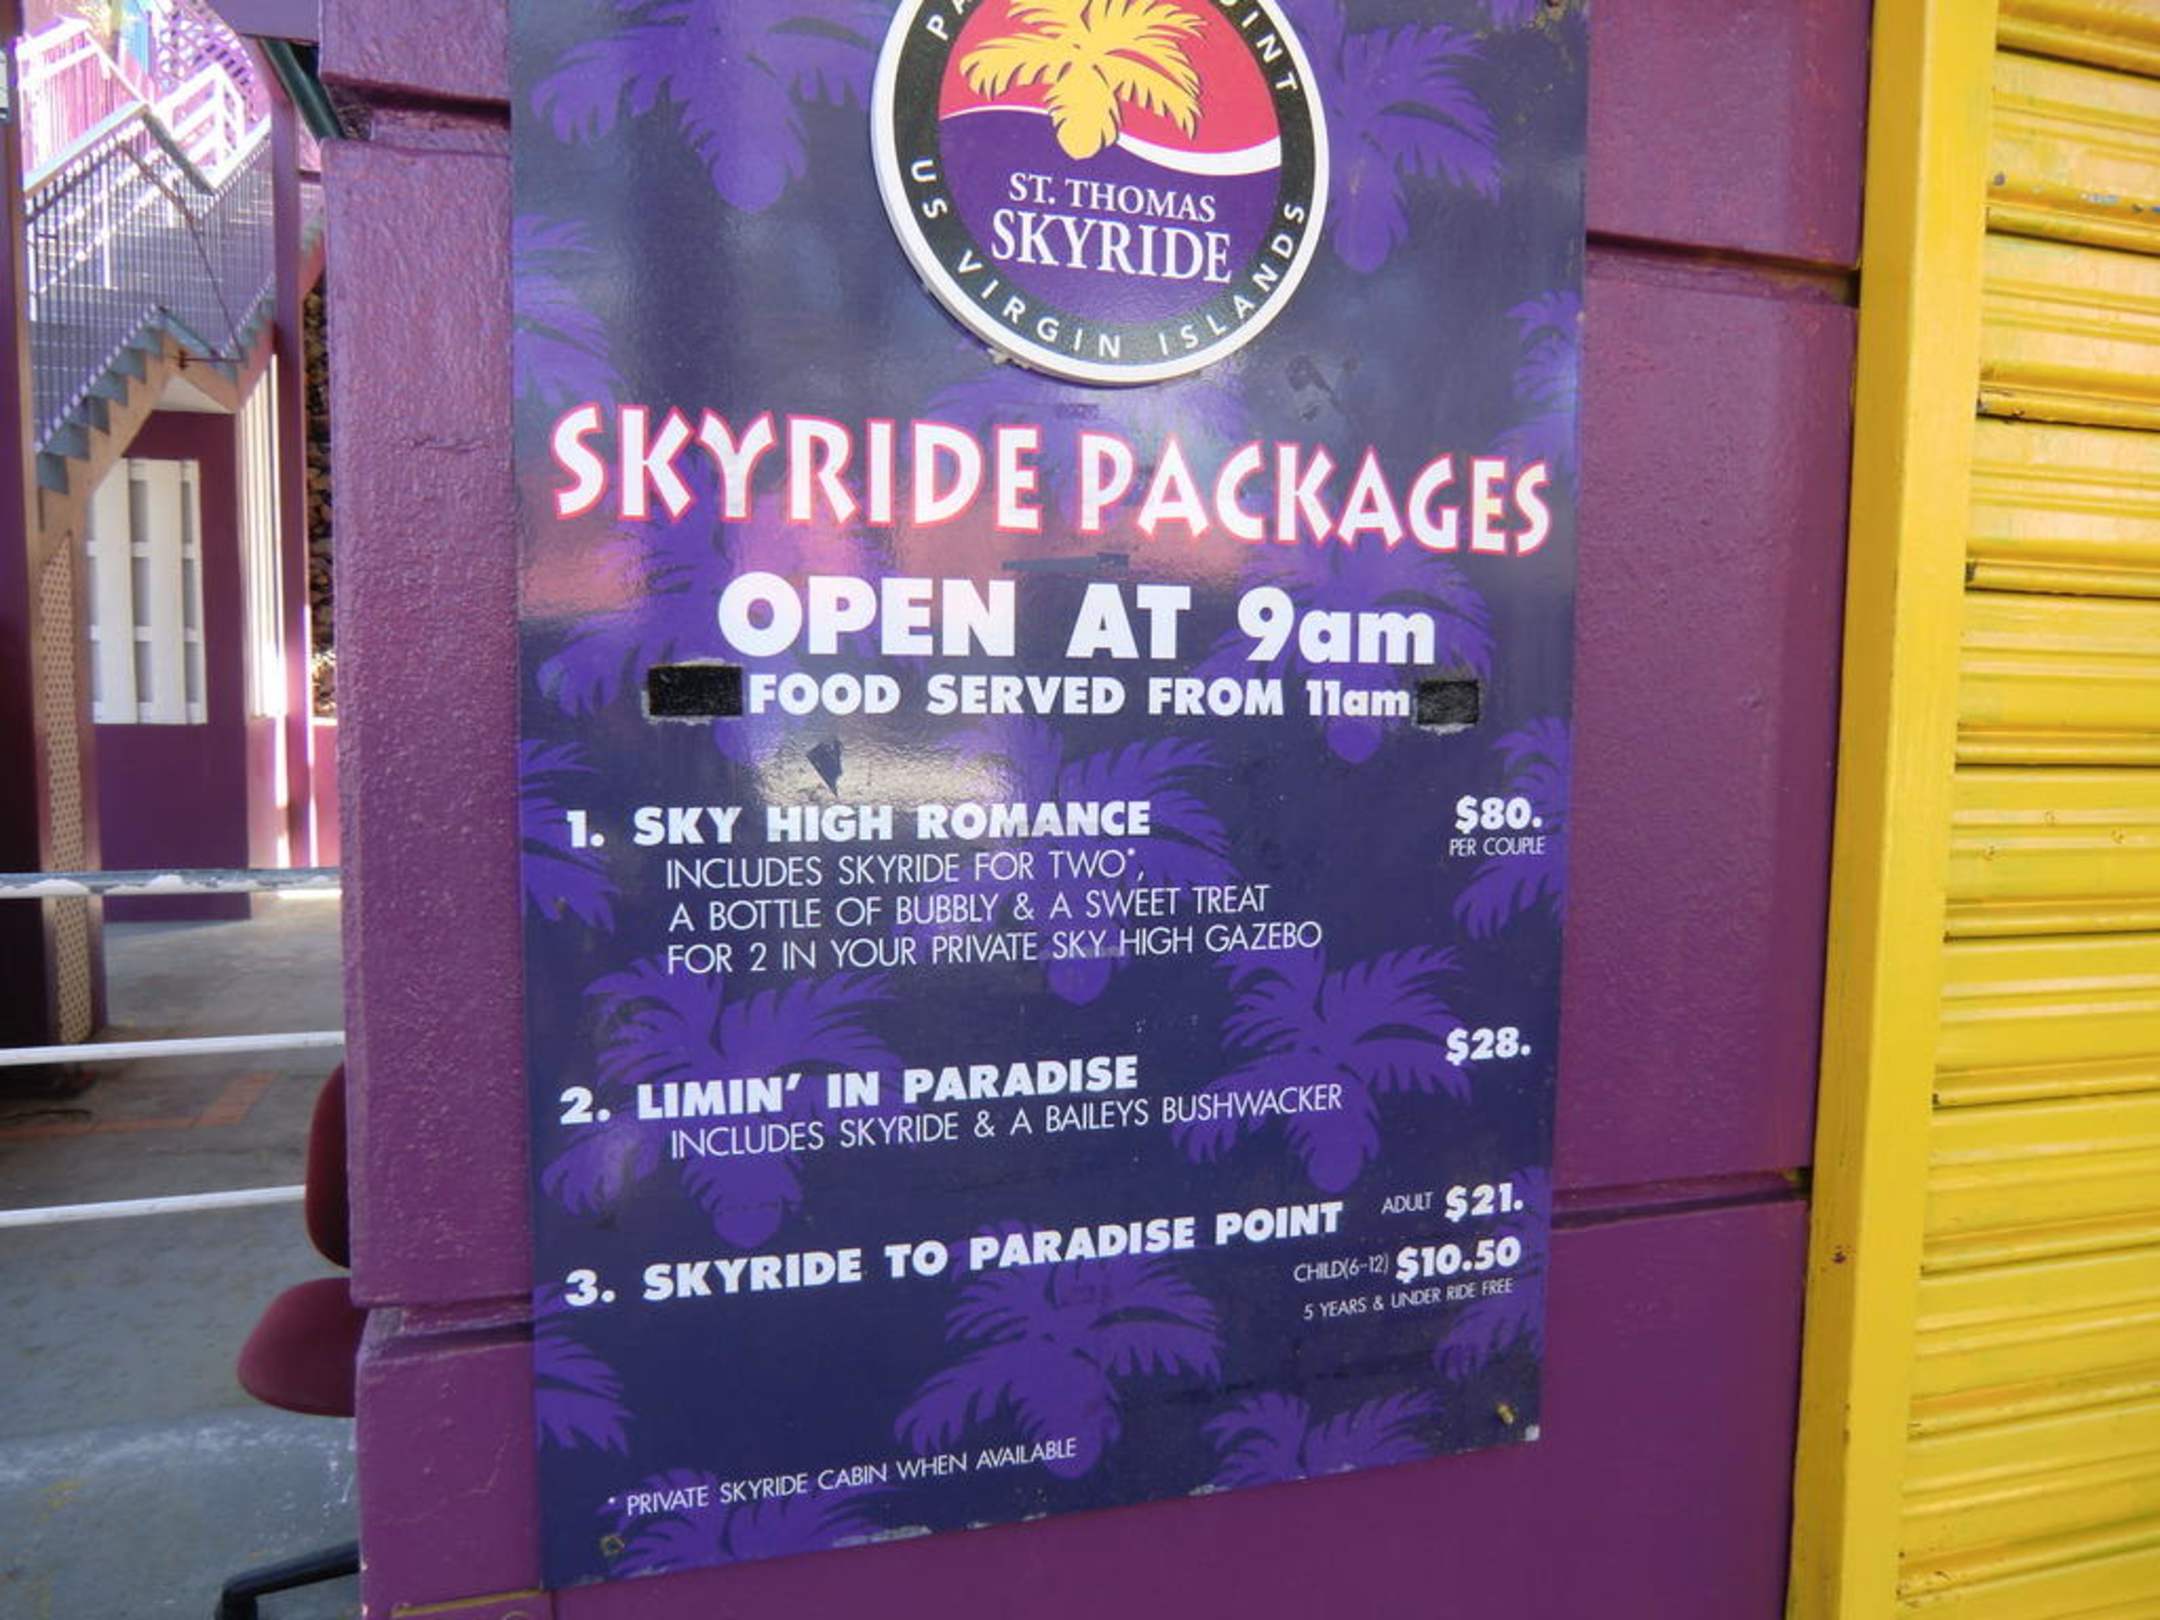 US VIRGIN ISLANDS
ST. THOMAS
SKYRIDE
SKYRIDE PACKAGES
OPEN AT 9am
FOOD SERVED FROM 11am
1. SKY HIGH ROMANCE $80.
PER COUPLE
INCLUDES SKYRIDE FOR TWO*,
A BOTTLE OF BUBBLY & A SWEET TREAT
FOR 2 IN YOUR PRIVATE SKY HIGH GAZEBO
2. LIMIN' IN PARADISE $28.
INCLUDES SKYRIDE & A BAILEYS BUSHWACKER
3. SKYRIDE TO PARADISE POINT ADULT $21.
CHILD(6-12) $10.50
5 YEARS & UNDER RIDE FREE
* PRIVATE SKYRIDE CABIN WHEN AVAILABLE